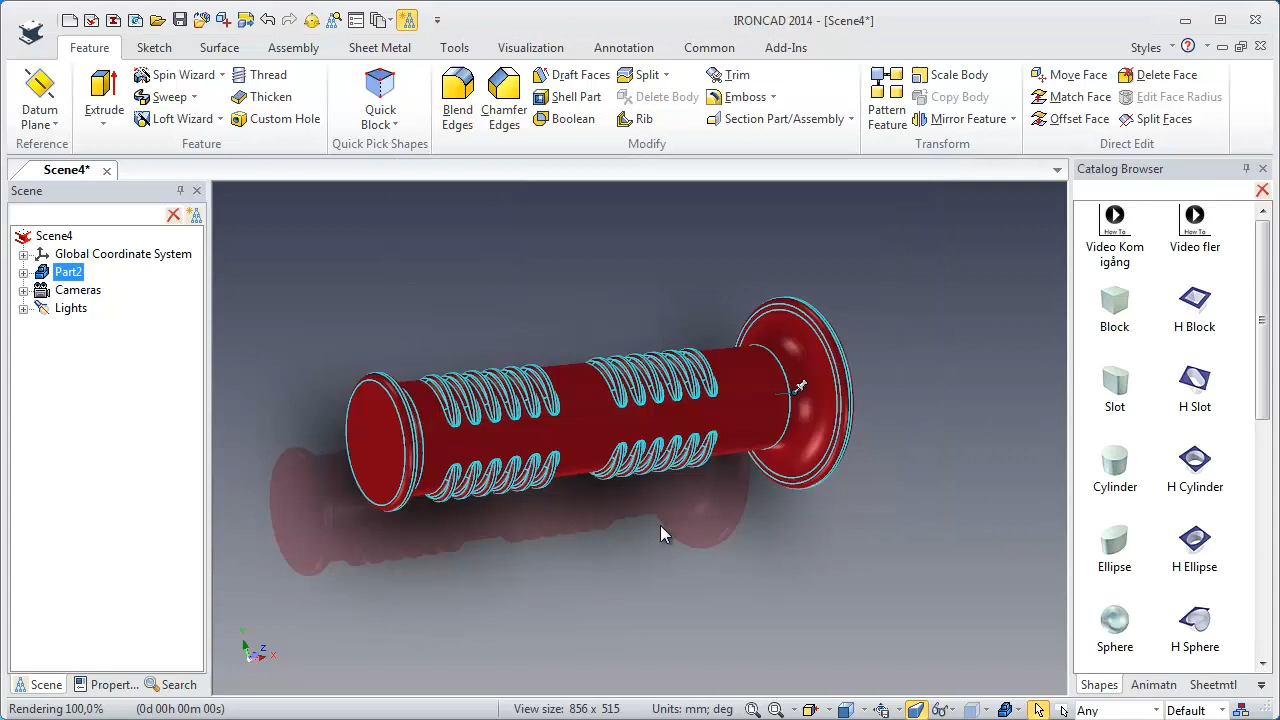 IRONCAD 2014 - [Scene4*]
Feature Sketch Surface Assembly Sheet Metal Tools Visualization Annotation Common Add-Ins Styles
Datum Plane
Reference
Extrude
Spin Wizard
Sweep
Loft Wizard
Thread
Thicken
Custom Hole
Feature
Quick Block
Quick Pick Shapes
Blend Edges
Chamfer Edges
Draft Faces
Shell Part
Boolean
Split
Delete Body
Rib
Trim
Emboss
Section Part/Assembly
Modify
Pattern Feature
Scale Body
Copy Body
Mirror Feature
Transform
Move Face
Match Face
Offset Face
Delete Face
Edit Face Radius
Split Faces
Direct Edit
Scene4*
Scene
Scene4
Global Coordinate System
Part2
Cameras
Lights
Y
Z
X
Catalog Browser
How To
How To
Video Kom igång
Video fler
Block
H Block
Slot
H Slot
Cylinder
H Cylinder
Ellipse
H Ellipse
Sphere
H Sphere
Scene Propert... Search
Shapes Animatn Sheetmtl
Rendering 100,0% (0d 00h 00m 00s) View size: 856 x 515 Units: mm; deg Any Default